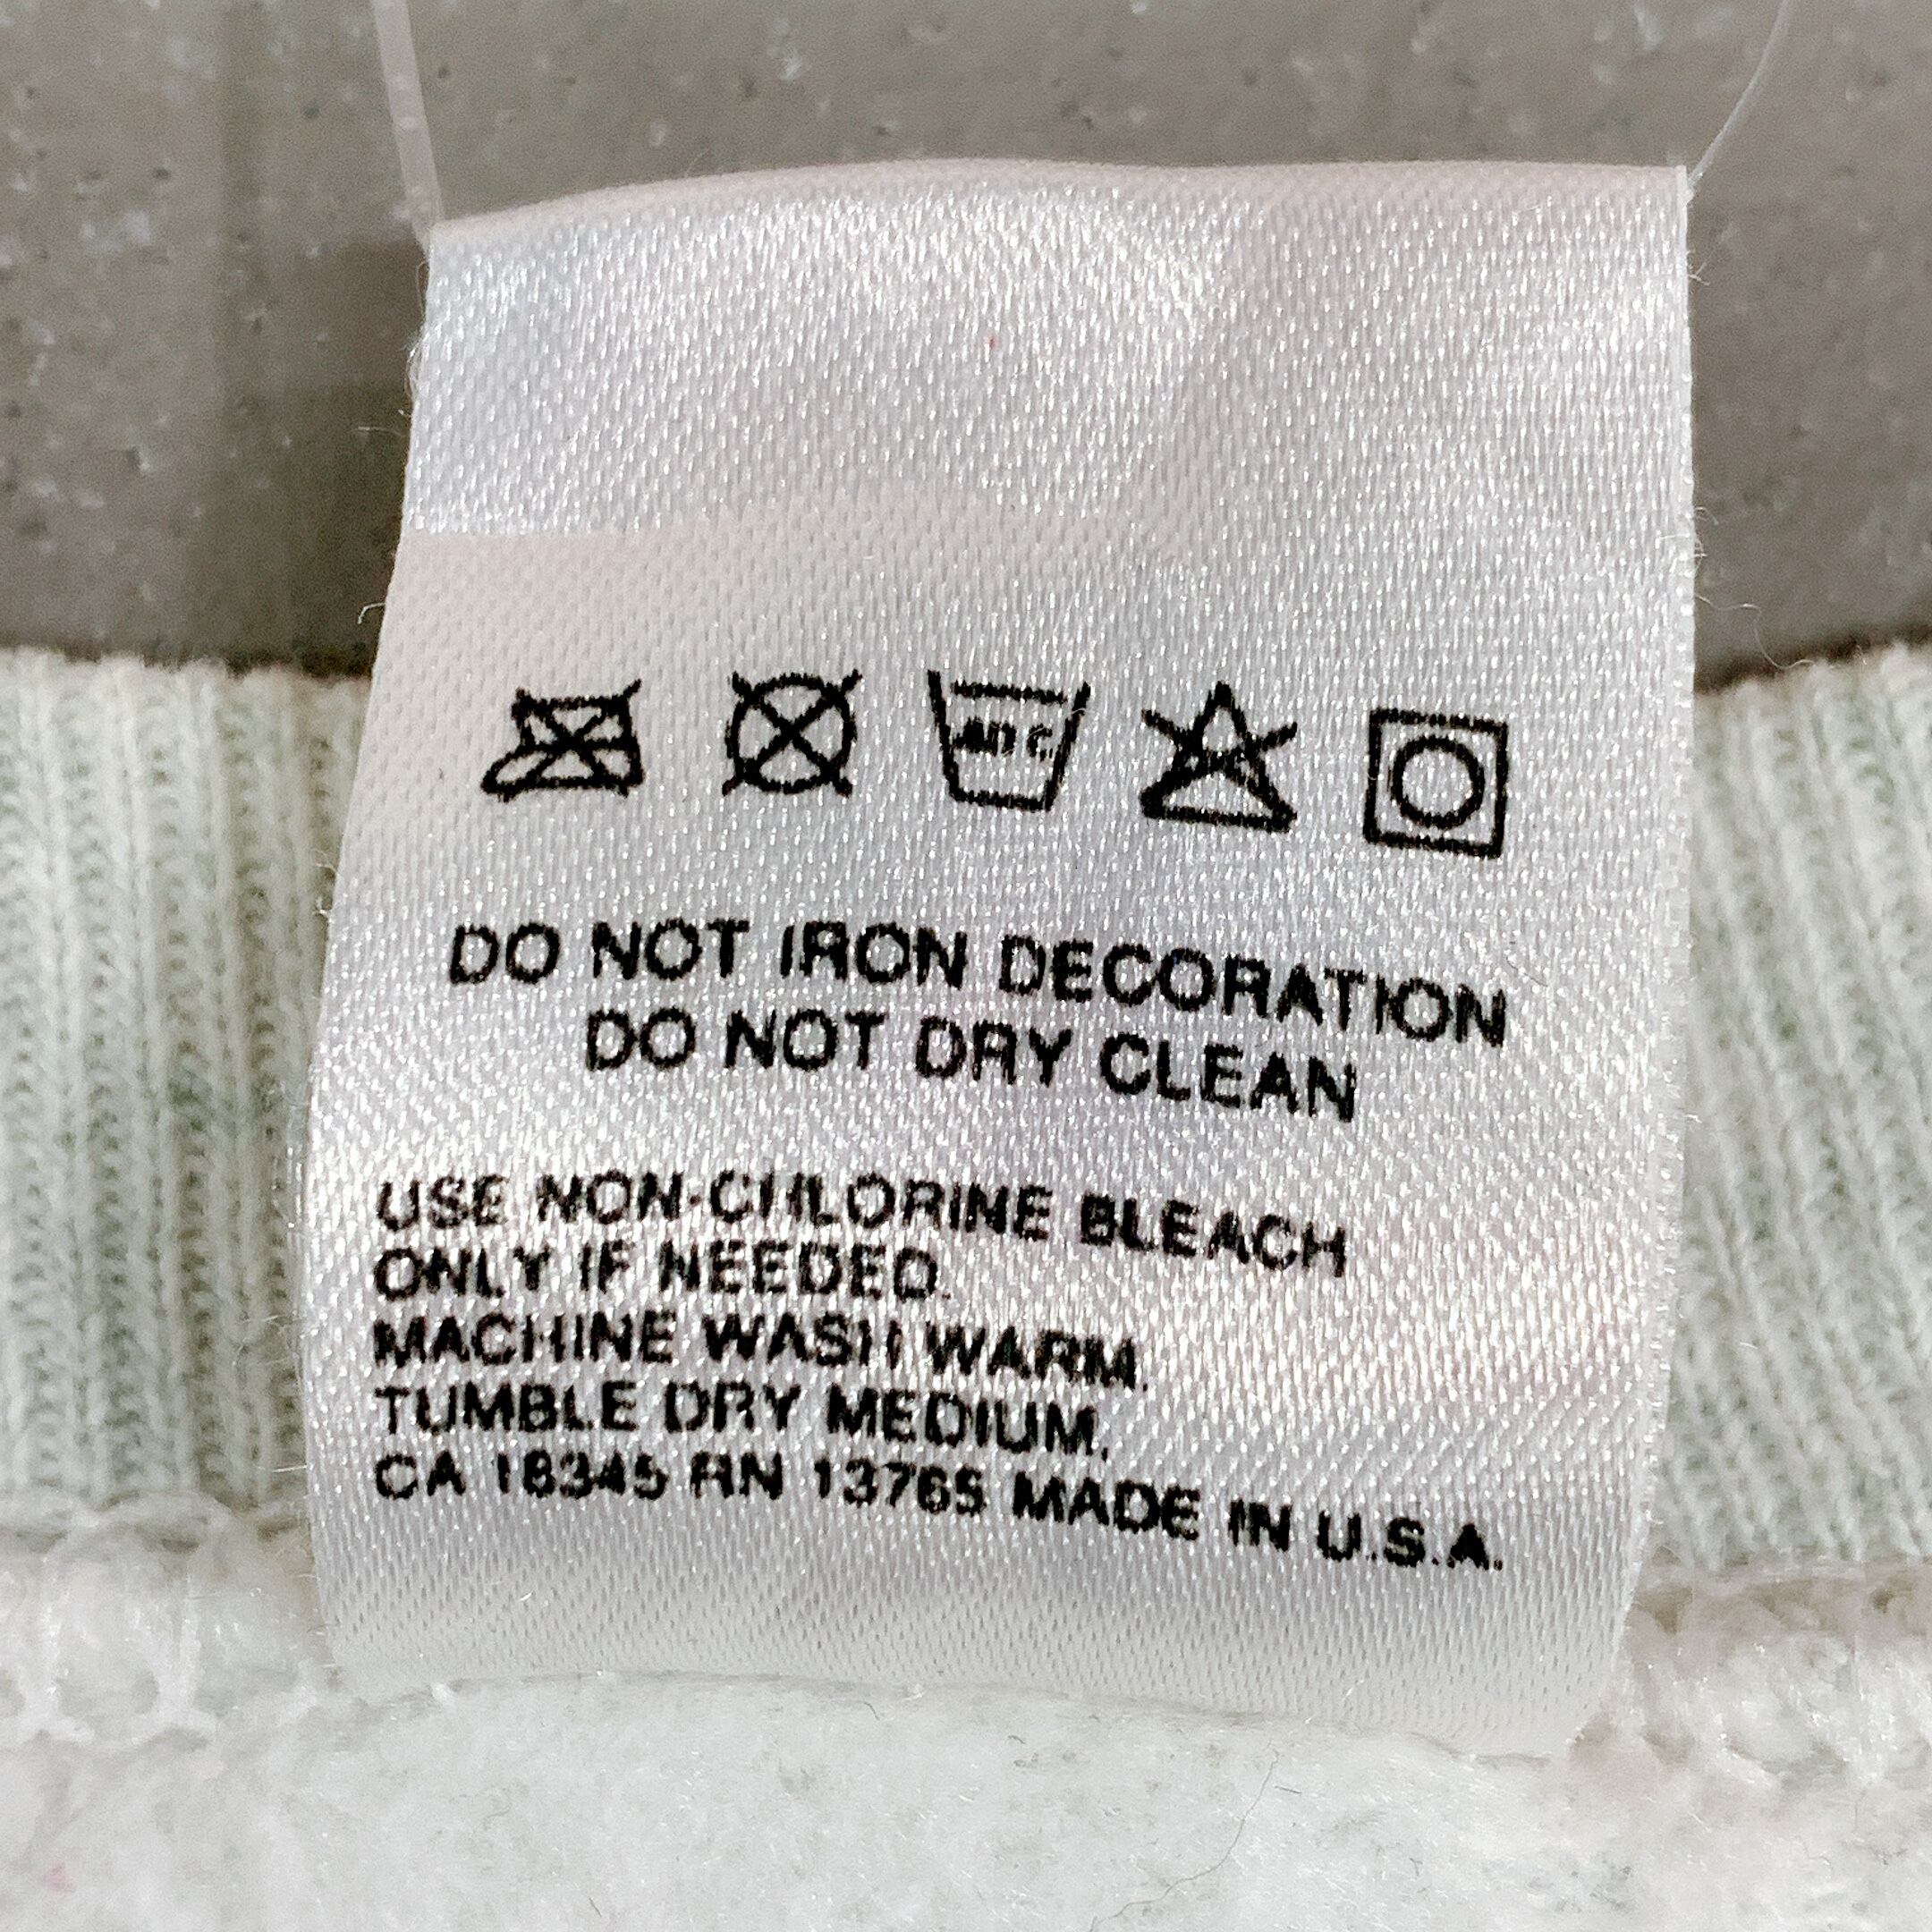 40 C
DO NOT IRON DECORATION
DO NOT DRY CLEAN
USE NON-CHLORINE BLEACH
ONLY IF NEEDED.
MACHINE WASH WARM.
TUMBLE DRY MEDIUM.
CA 18345 RN 13765 MADE IN U.S.A.